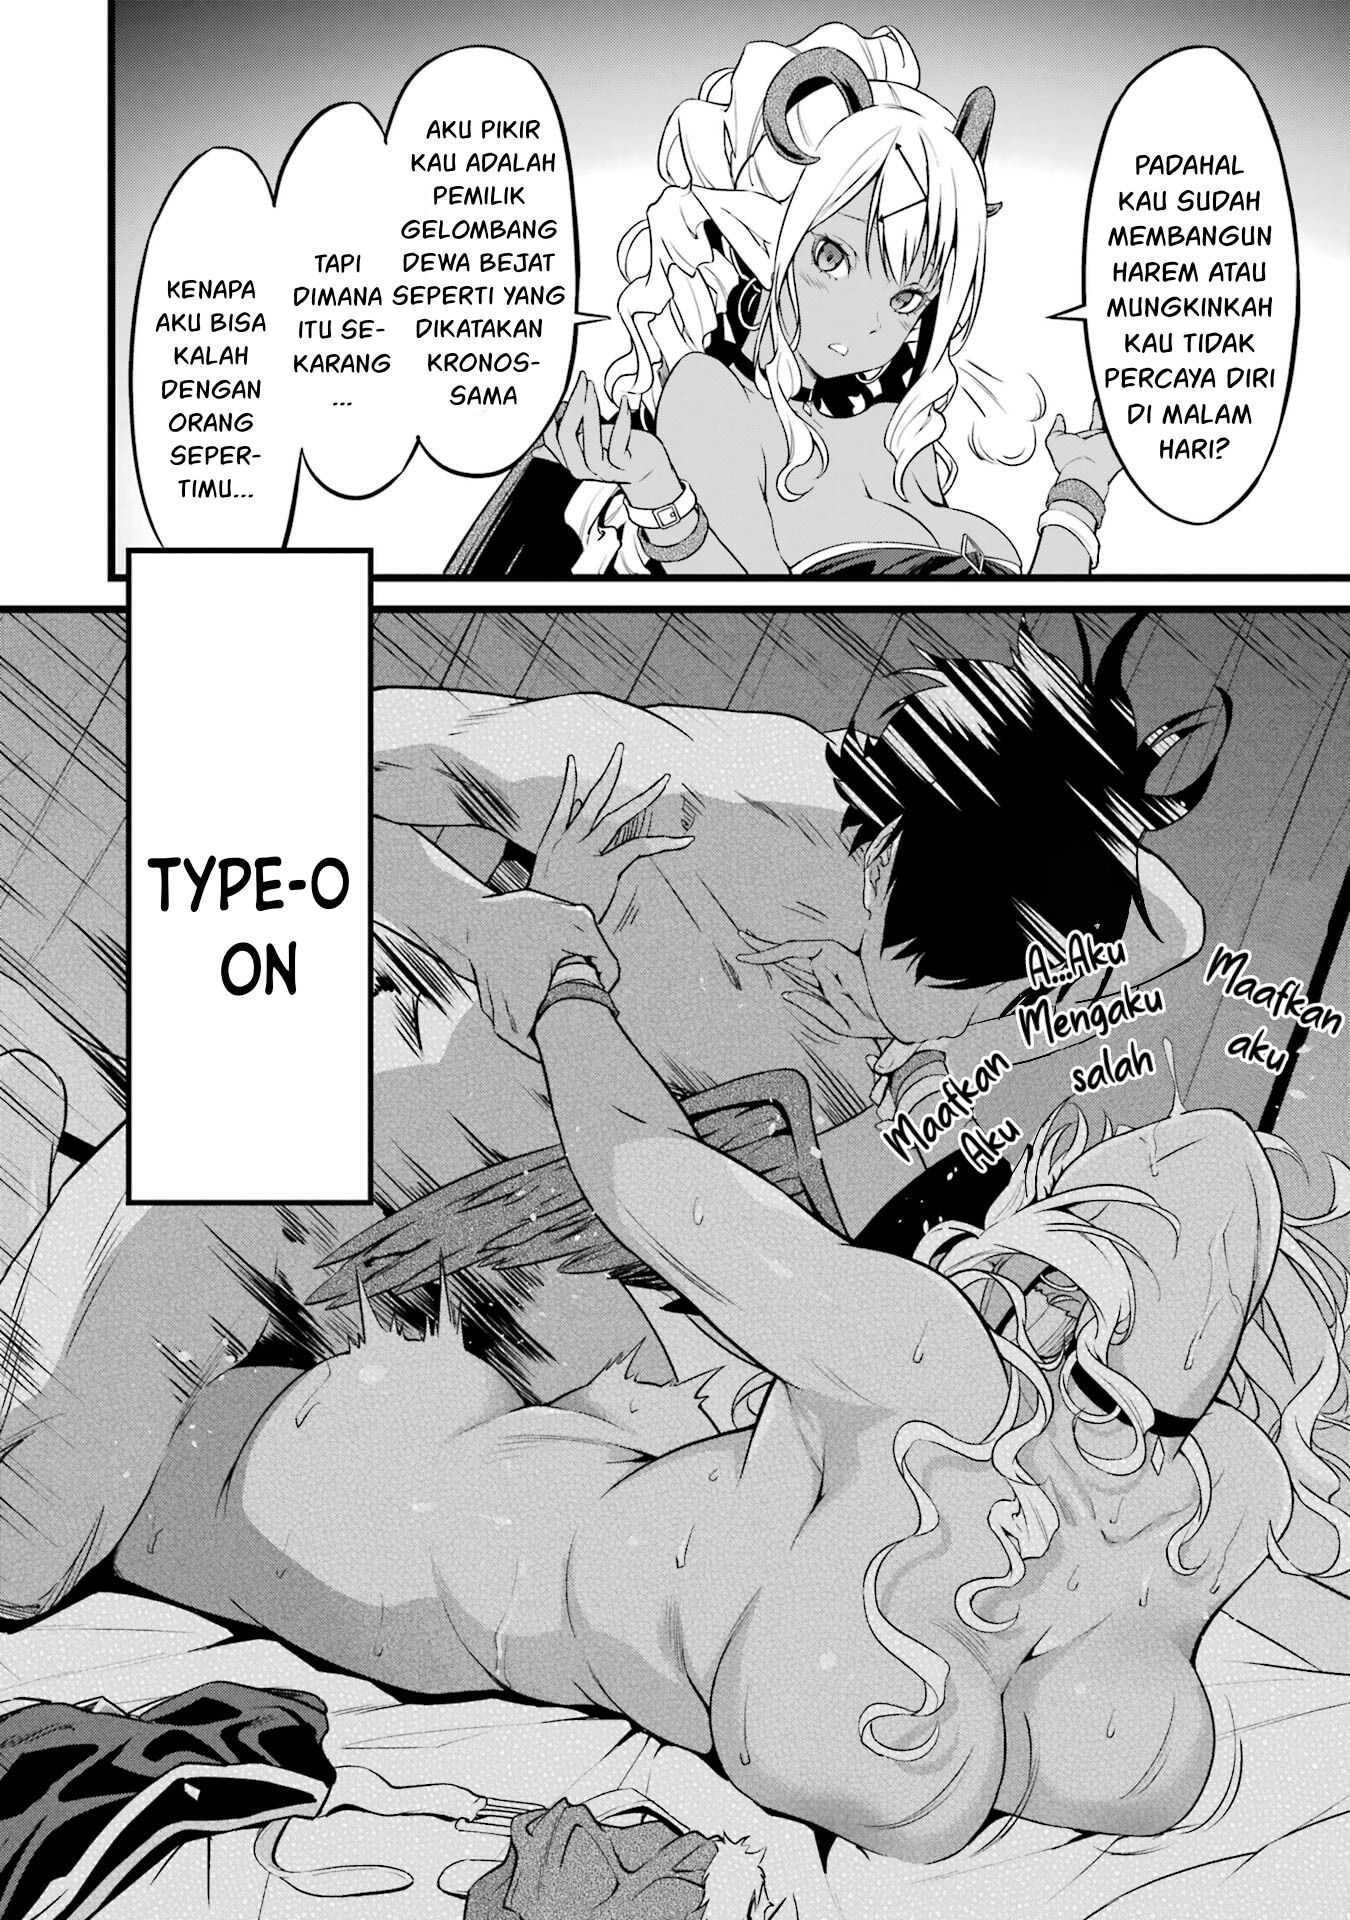 PADAHAL
KAU SUDAH
MEMBANGUN
HAREM ATAU
MUNGKINKAH
KAU TIDAK
PERCAYA DIRI
DI MALAM
HARI?
AKU PIKIR
KAU ADALAH
PEMILIK
GELOMBANG
DEWA BEJAT
SEPERTI YANG
DIKATAKAN
KRONOS-
SAMA
TAPI
DIMANA
ITU SE-
KARANG
...
KENAPA
AKU BISA
KALAH
DENGAN
ORANG
SEPER-
TIMU...
TYPE-O
ON
Maafkan
aku
A...Aku
Mengaku
salah
Maafkan
Aku